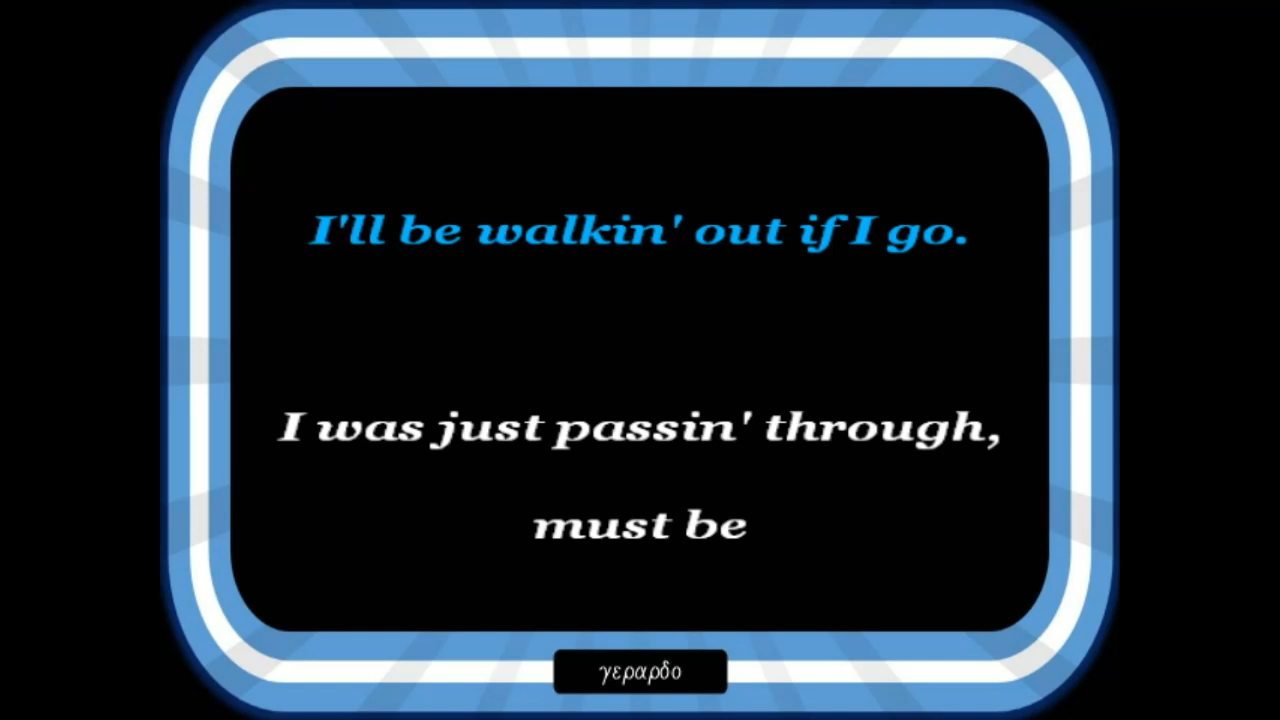 I'll be walkin' out if I go.
I was just passin' through,
must be
γεραρδο